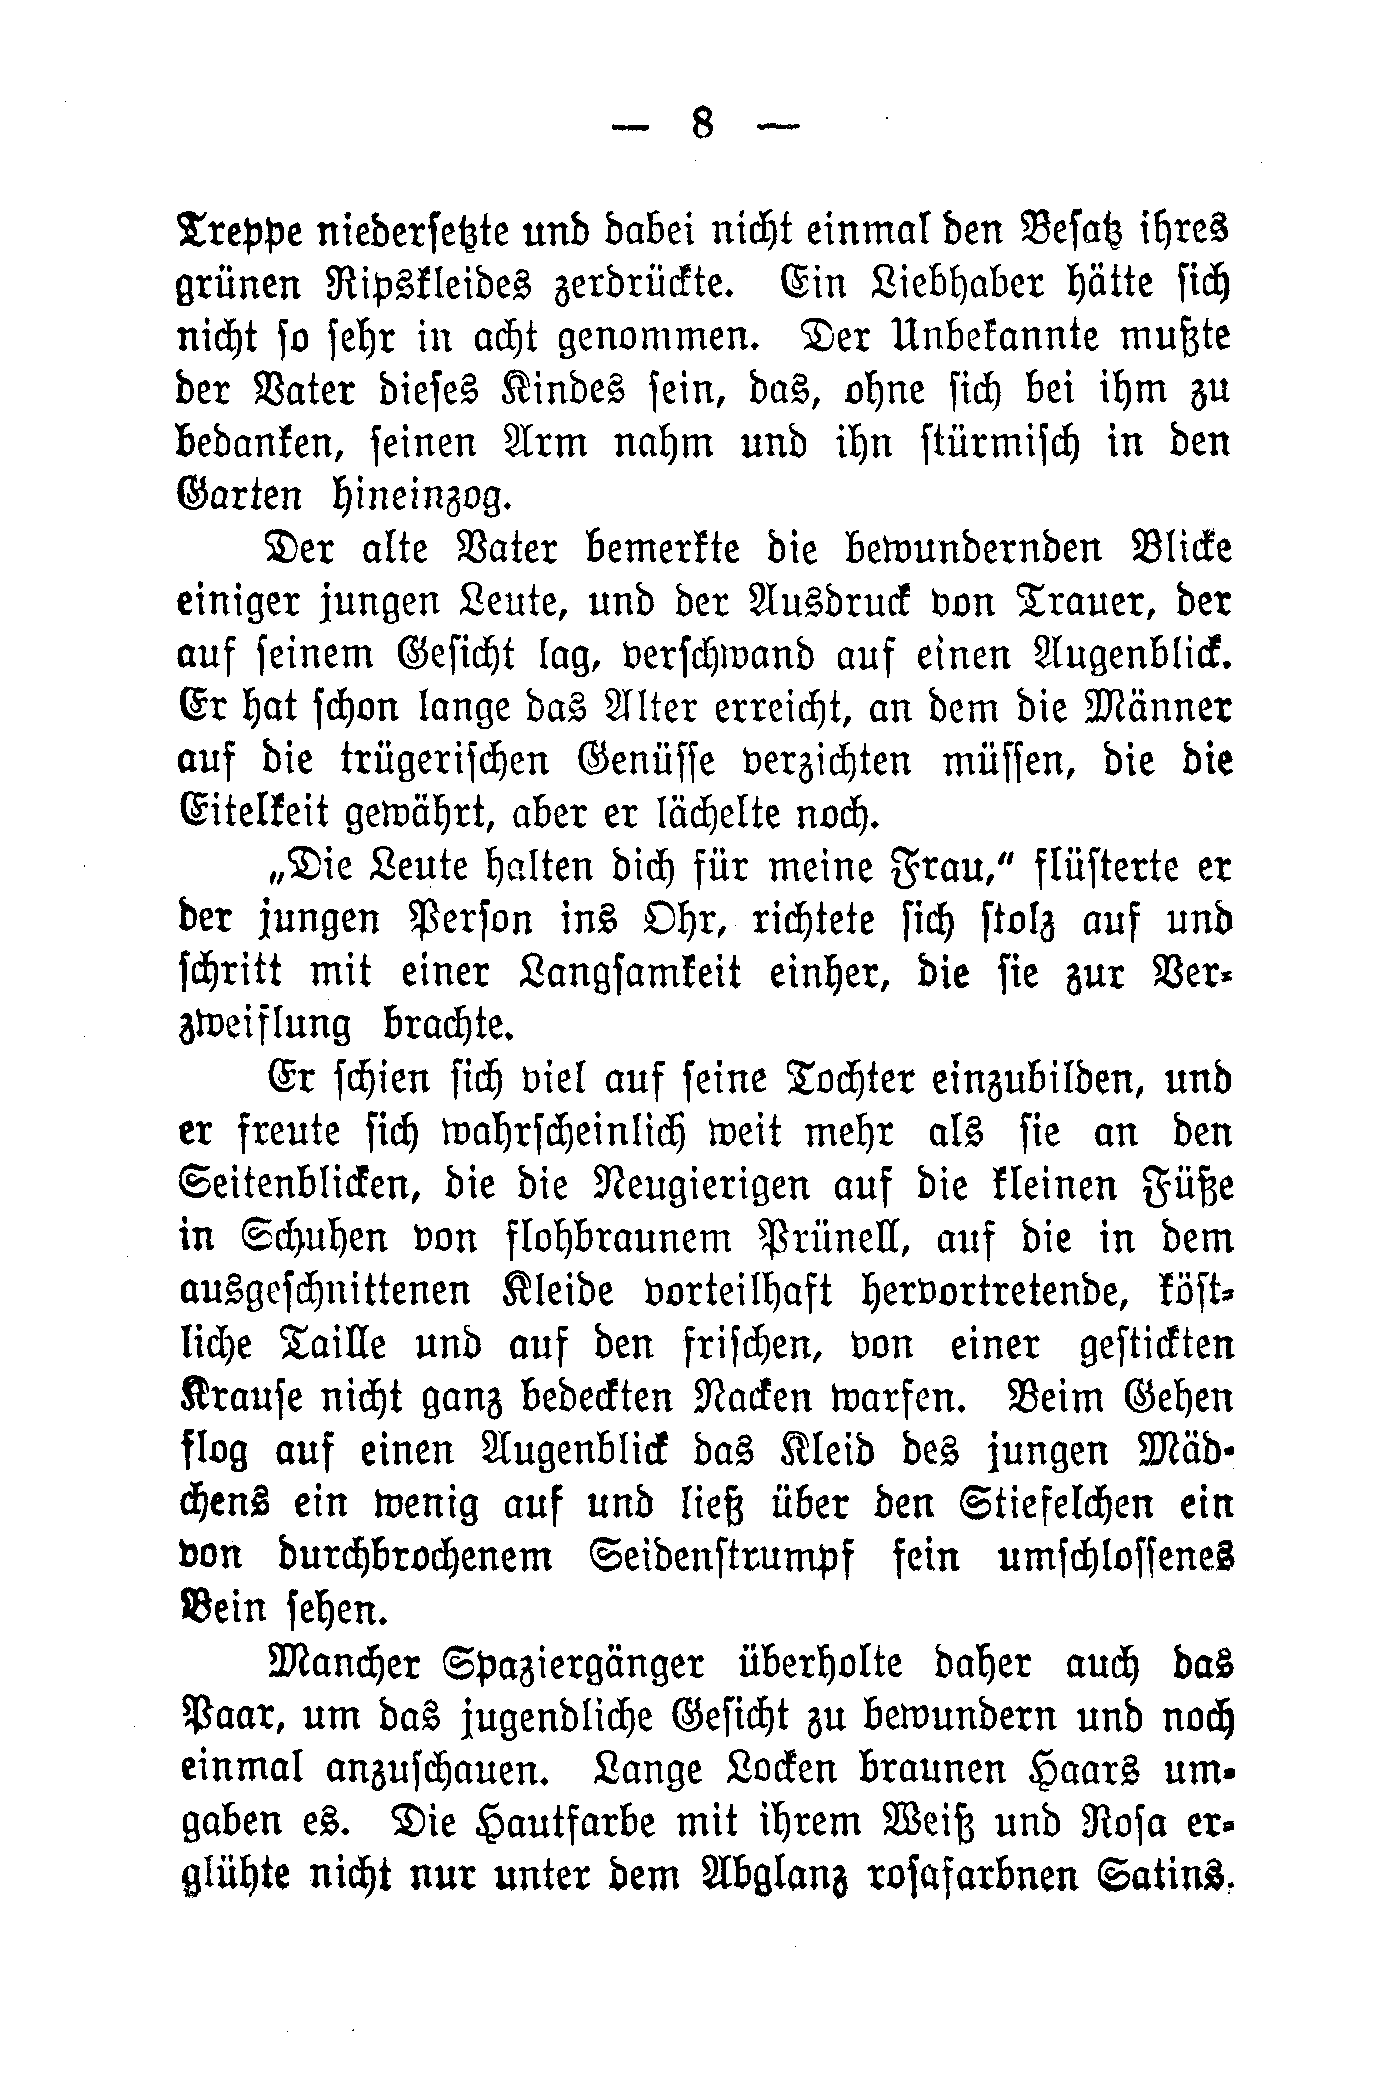 — 8 —
Treppe niederſetzte und dabei nicht einmal den Beſatz ihres
grünen Ripskleides zerdrückte. Ein Liebhaber hätte ſich
nicht ſo ſehr in acht genommen. Der Unbekannte mußte
der Vater dieſes Kindes ſein, das, ohne ſich bei ihm zu
bedanken, ſeinen Arm nahm und ihn ſtürmiſch in den
Garten hineinzog.
Der alte Vater bemerkte die bewundernden Blicke
einiger jungen Leute, und der Ausdruck von Trauer, der
auf ſeinem Geſicht lag, verſchwand auf einen Augenblick.
Er hat ſchon lange das Alter erreicht, an dem die Männer
auf die trügeriſchen Genüſſe verzichten müſſen, die die
Eitelkeit gewährt, aber er lächelte noch.
„Die Leute halten dich für meine Frau,“ flüſterte er
der jungen Perſon ins Ohr, richtete ſich ſtolz auf und
ſchritt mit einer Langſamkeit einher, die ſie zur Ver-
zweiflung brachte.
Er ſchien ſich viel auf ſeine Tochter einzubilden, und
er freute ſich wahrſcheinlich weit mehr als ſie an den
Seitenblicken, die die Neugierigen auf die kleinen Füße
in Schuhen von flohbraunem Prünell, auf die in dem
ausgeſchnittenen Kleide vorteilhaft hervortretende, köſt-
liche Taille und auf den friſchen, von einer geſtickten
Krauſe nicht ganz bedeckten Nacken warfen. Beim Gehen
flog auf einen Augenblick das Kleid des jungen Mäd-
chens ein wenig auf und ließ über den Stiefelchen ein
von durchbrochenem Seidenſtrumpf fein umſchloſſenes
Bein ſehen.
Mancher Spaziergänger überholte daher auch das
Paar, um das jugendliche Geſicht zu bewundern und noch
einmal anzuſchauen. Lange Locken braunen Haars um-
gaben es. Die Hautfarbe mit ihrem Weiß und Roſa er-
glühte nicht nur unter dem Abglanz roſafarbnen Satins.